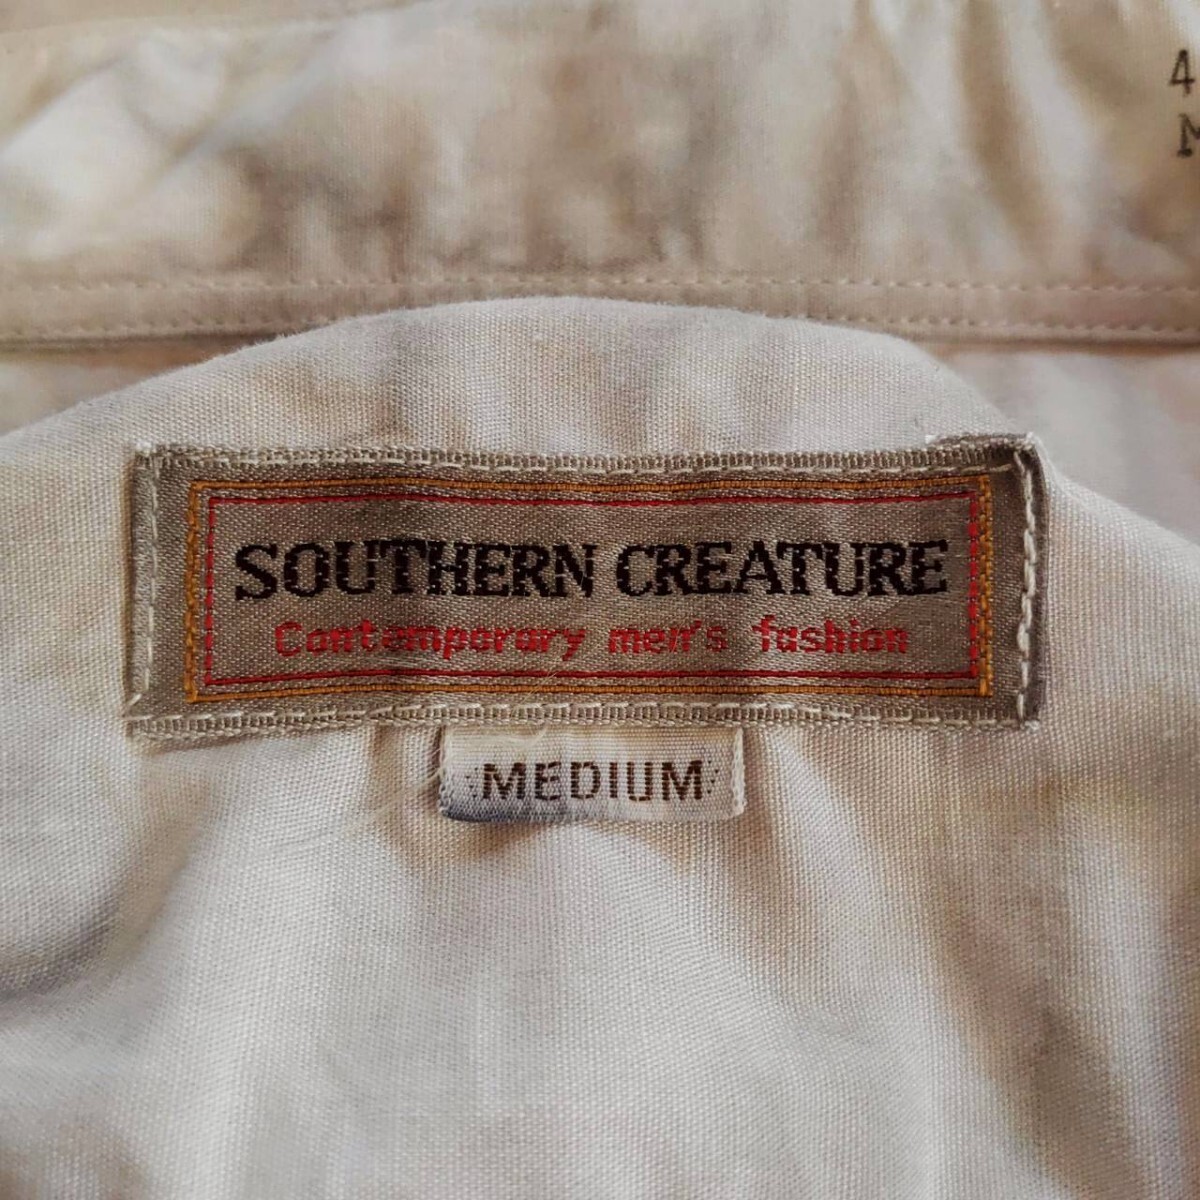 SOUTHERN CREATURE
Contemporary men's fashion
MEDIUM